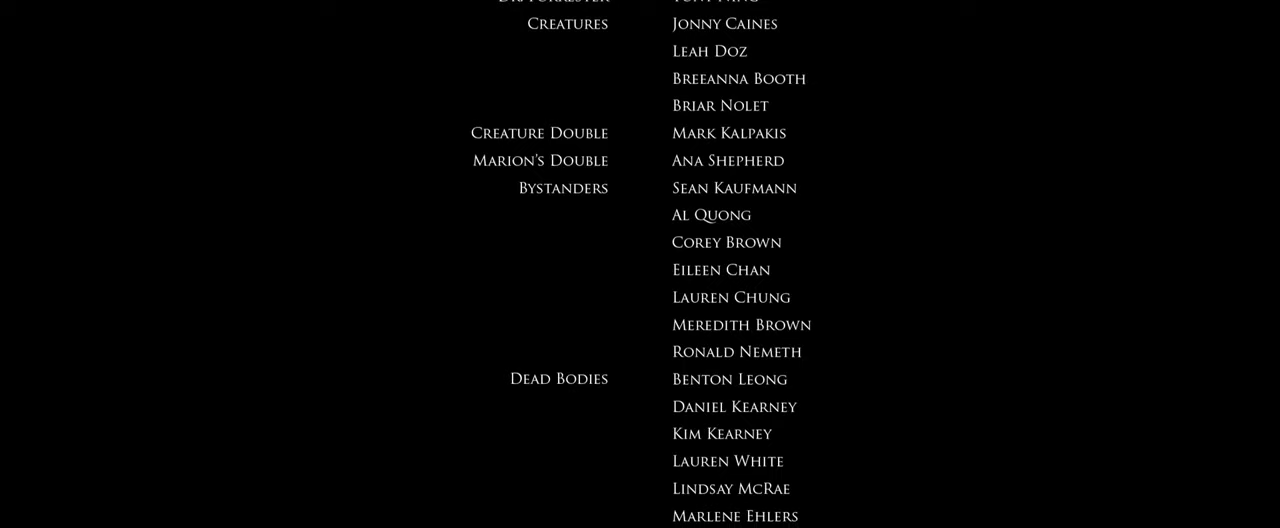 Creatures Jonny Caines
Leah Doz
Breeanna Booth
Briar Nolet
Creature Double Mark Kalpakis
Marion's Double Ana Shepherd
Bystanders Sean Kaufmann
Al Quong
Corey Brown
Eileen Chan
Lauren Chung
Meredith Brown
Ronald Nemeth
Dead Bodies Benton Leong
Daniel Kearney
Kim Kearney
Lauren White
Lindsay McRae
Marlene Ehlers